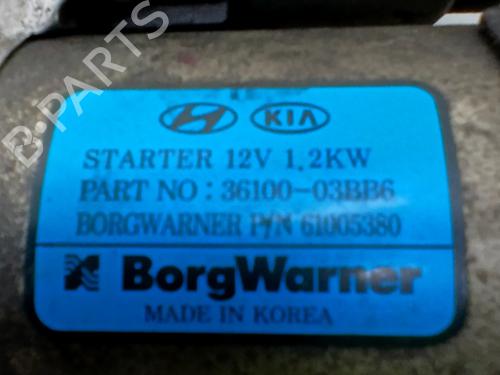 KIA
STARTER 12V 1.2KW
PART NO : 36100-03BB6
BORGWARNER P/N 61005380
BorgWarner
MADE IN KOREA
B-PARTS